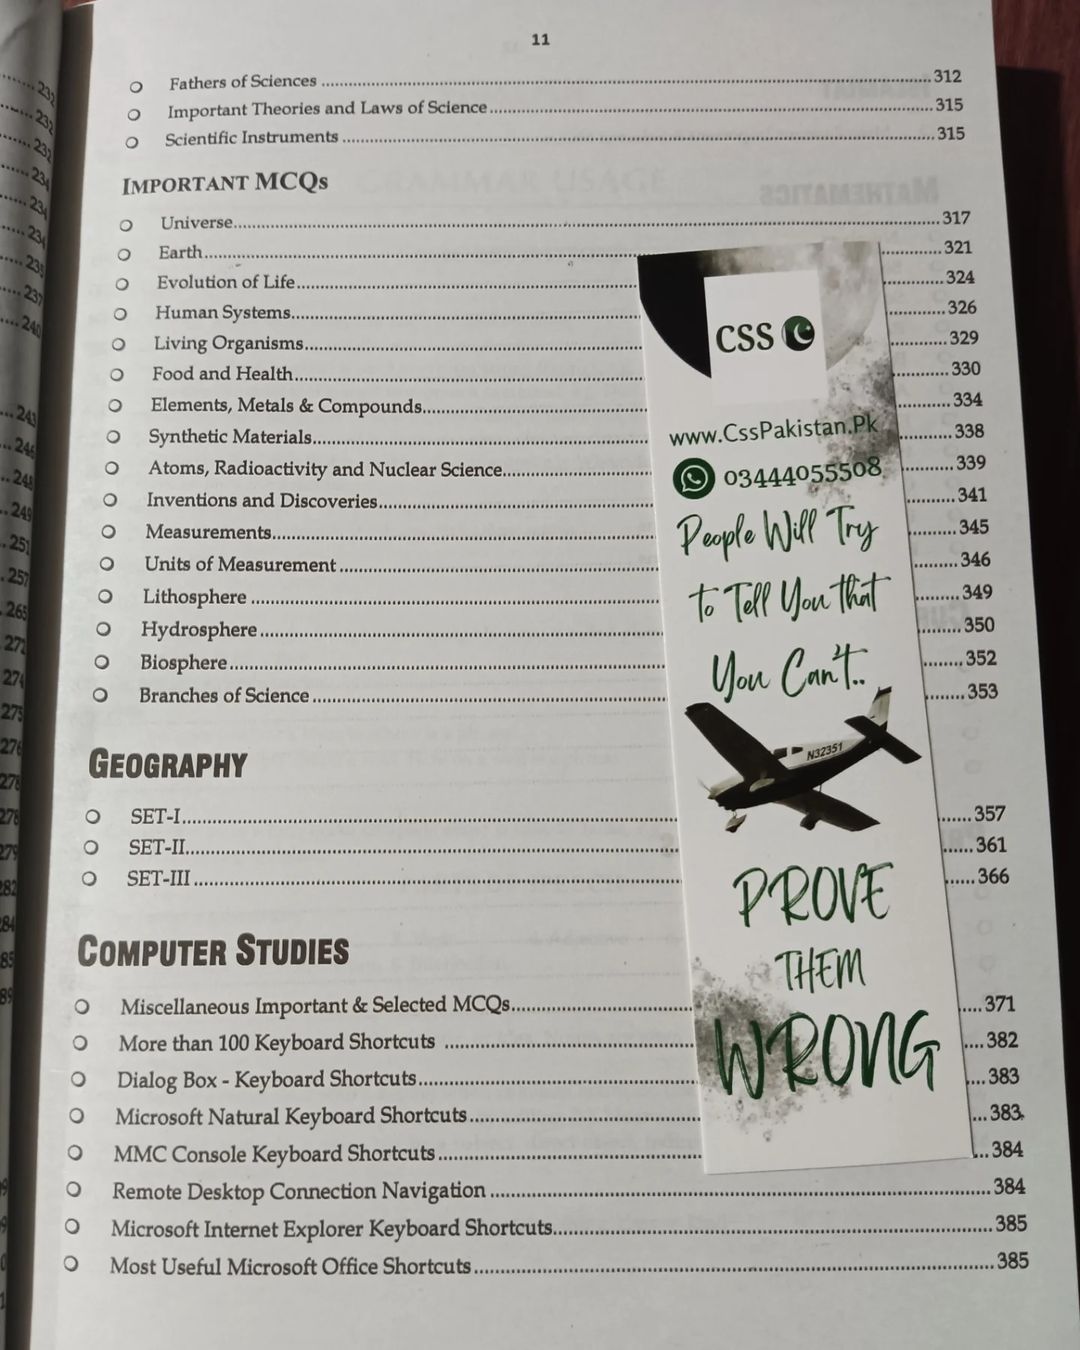 11
Fathers of Sciences ........ 312
Important Theories and Laws of Science ........ 315
Scientific Instruments ........ 315
IMPORTANT MCQs
Universe ........ 317
Earth ........ 321
Evolution of Life ........ 324
Human Systems ........ 326
Living Organisms ........ 329
Food and Health ........ 330
Elements, Metals & Compounds ........ 334
Synthetic Materials ........ 338
Atoms, Radioactivity and Nuclear Science ........ 339
Inventions and Discoveries ........ 341
Measurements ........ 345
Units of Measurement ........ 346
Lithosphere ........ 349
Hydrosphere ........ 350
Biosphere ........ 352
Branches of Science ........ 353
GEOGRAPHY
SET-I ........ 357
SET-II ........ 361
SET-III ........ 366
COMPUTER STUDIES
Miscellaneous Important & Selected MCQs ........ 371
More than 100 Keyboard Shortcuts ........ 382
Dialog Box - Keyboard Shortcuts ........ 383
Microsoft Natural Keyboard Shortcuts ........ 383
MMC Console Keyboard Shortcuts ........ 384
Remote Desktop Connection Navigation ........ 384
Microsoft Internet Explorer Keyboard Shortcuts ........ 385
Most Useful Microsoft Office Shortcuts ........ 385
CSS
www.CssPakistan.Pk
03444055508
People Will Try
to Tell You that
You Can't..
N32351
PROVE
THEM
WRONG